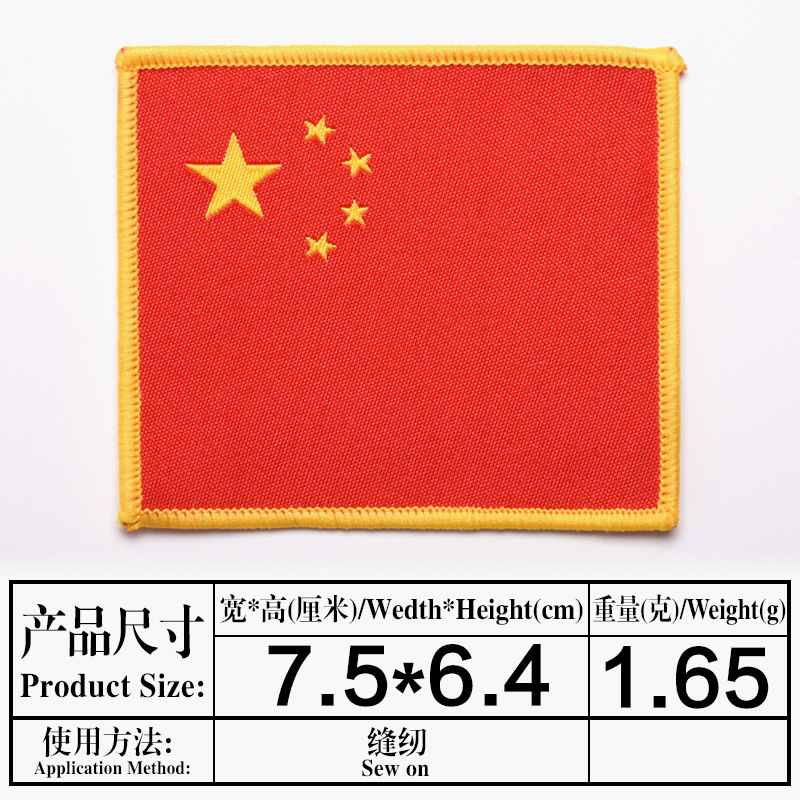 产品尺寸
Product Size:
宽*高(厘米)/Wedth*Height(cm)
重量(克)/Weight(g)
7.5*6.4
1.65
使用方法:
Application Method:
缝纫
Sew on